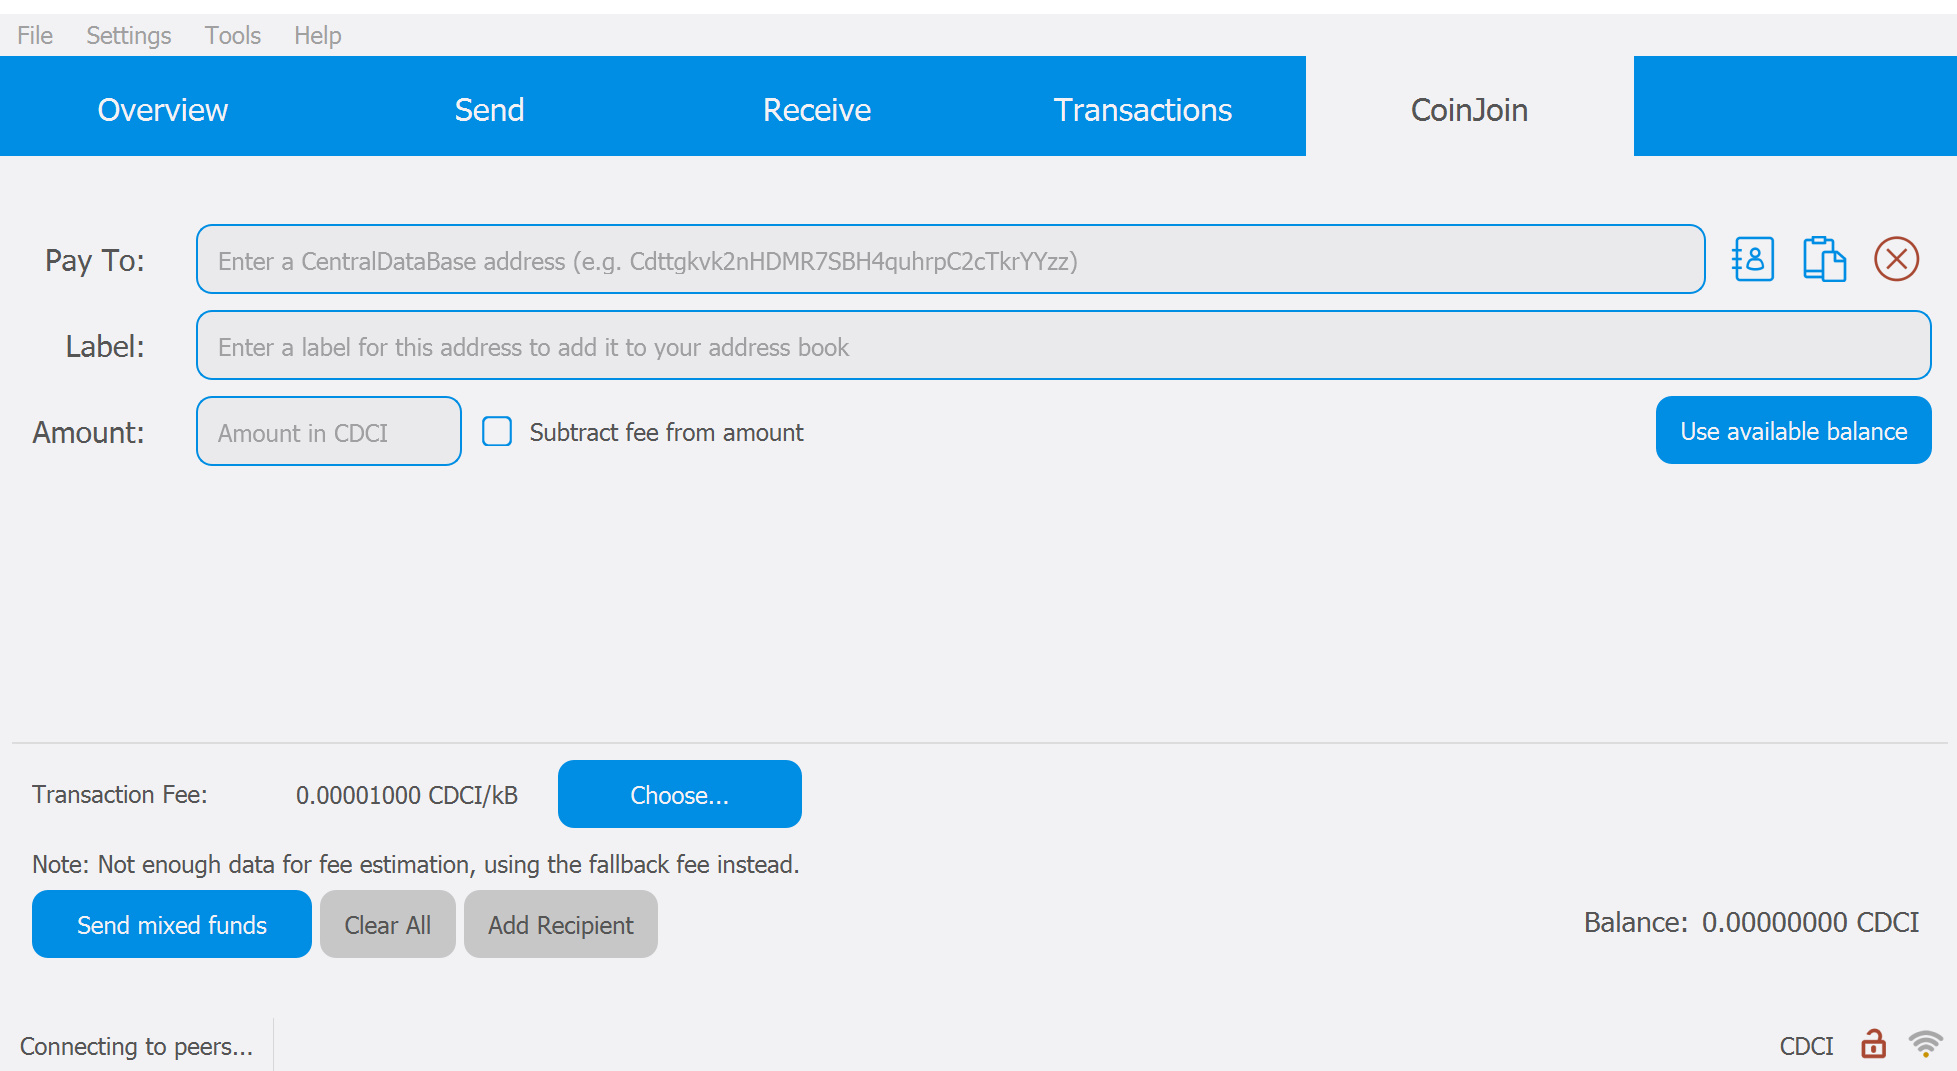 File Settings Tools Help
Overview Send Receive Transactions CoinJoin
Pay To: Enter a CentralDataBase address (e.g. Cdttgkvk2nHDMR7SBH4quhrpC2cTkrYYzz)
Label: Enter a label for this address to add it to your address book
Amount: Amount in CDCI Subtract fee from amount Use available balance
Transaction Fee: 0.00001000 CDCI/kB Choose...
Note: Not enough data for fee estimation, using the fallback fee instead.
Send mixed funds Clear All Add Recipient Balance: 0.00000000 CDCI
Connecting to peers... CDCI